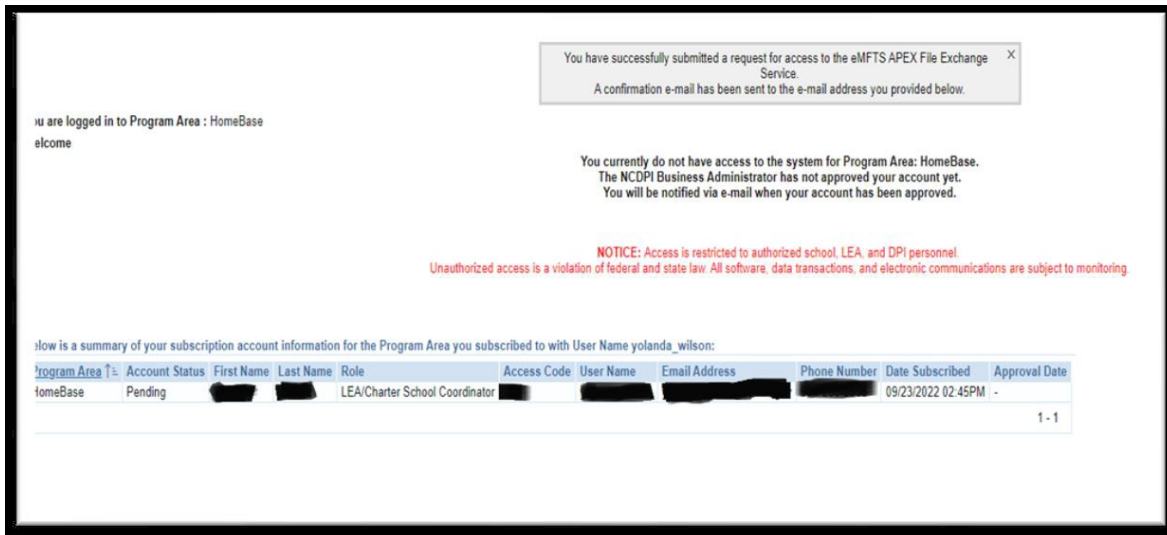 You have successfully submitted a request for access to the eMFTS APEX File Exchange X
Service.
A confirmation e-mail has been sent to the e-mail address you provided below.
ou are logged in to Program Area : HomeBase
elcome
You currently do not have access to the system for Program Area: HomeBase.
The NCDPI Business Administrator has not approved your account yet.
You will be notified via e-mail when your account has been approved.
NOTICE: Access is restricted to authorized school, LEA, and DPI personnel.
Unauthorized access is a violation of federal and state law. All software, data transactions, and electronic communications are subject to monitoring.
elow is a summary of your subscription account information for the Program Area you subscribed to with User Name yolanda_wilson:
Program Area Account Status First Name Last Name Role Access Code User Name Email Address Phone Number Date Subscribed Approval Date
HomeBase Pending LEA/Charter School Coordinator 09/23/2022 02:45PM -
1 - 1